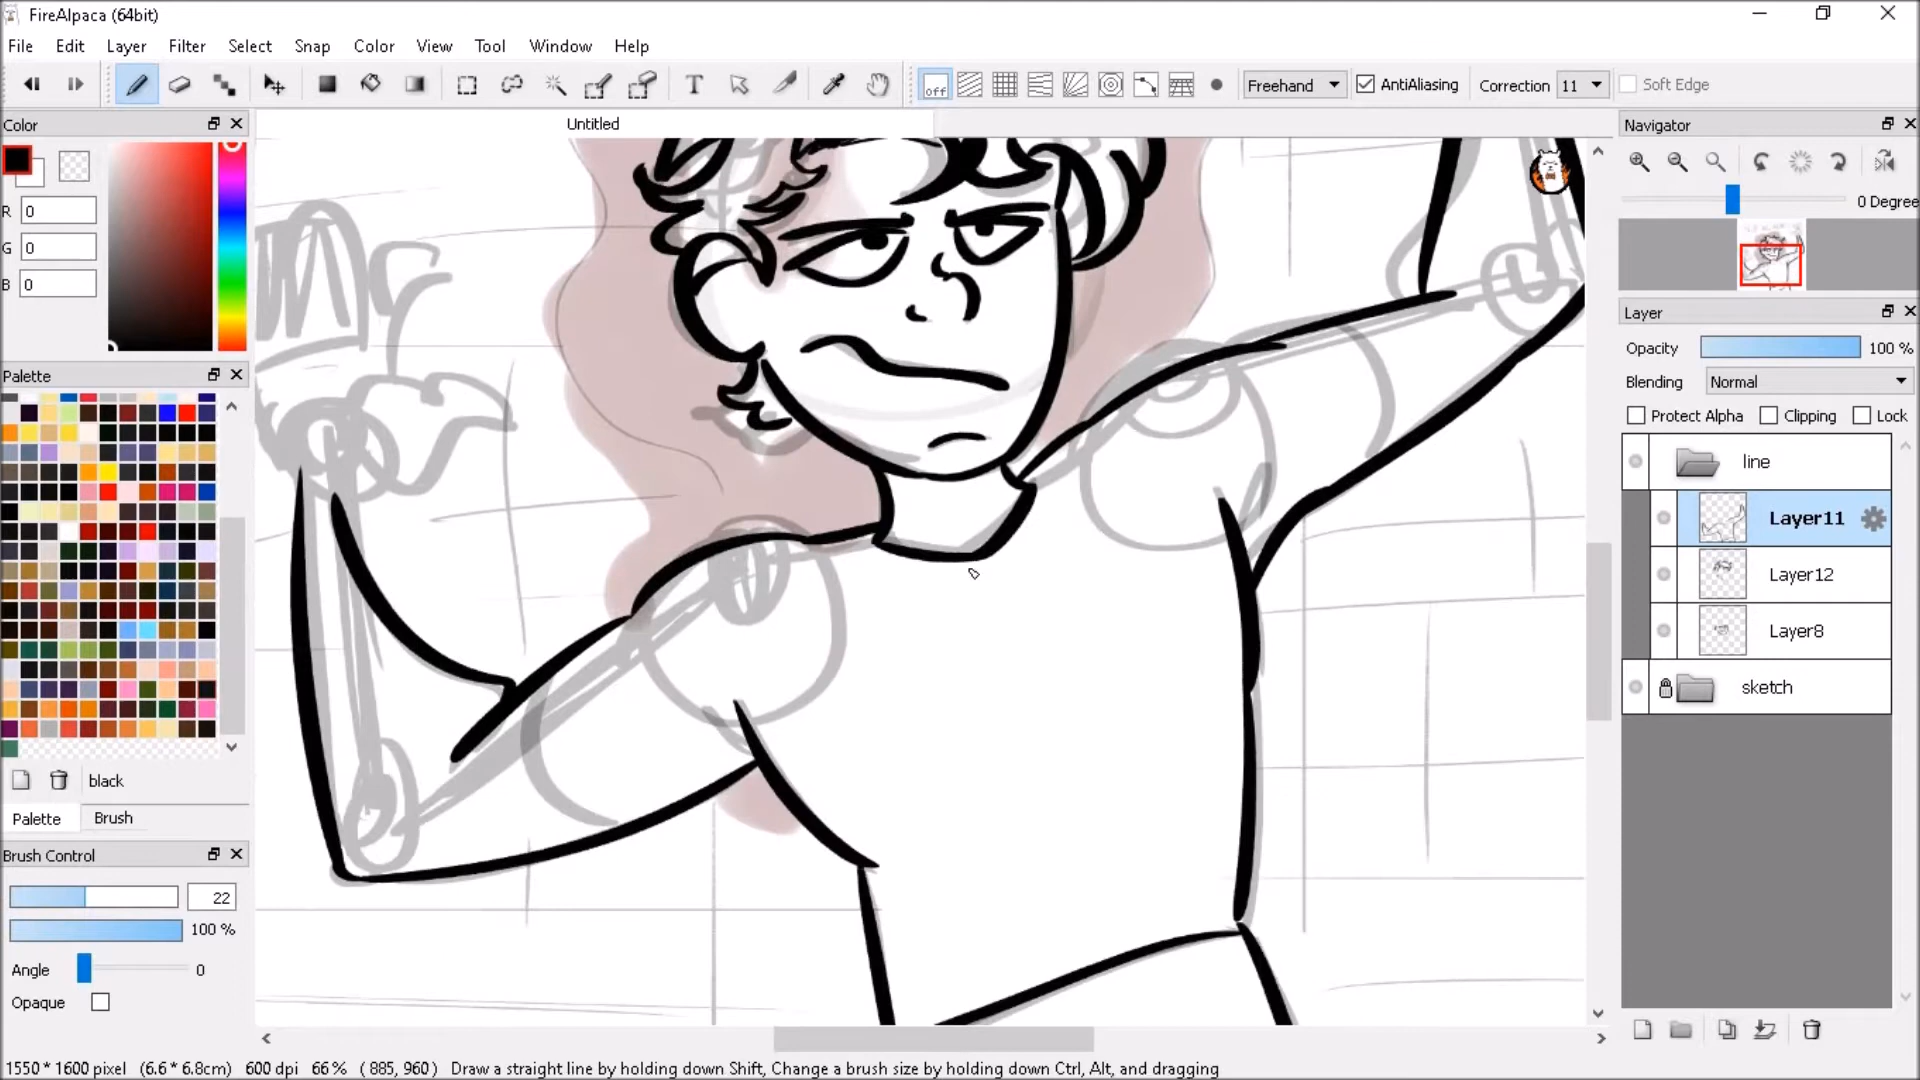 FireAlpaca (64bit)
File Edit Layer Filter Select Snap Color View Tool Window Help
off Freehand AntiAliasing Correction 11 Soft Edge
Color
Untitled
Navigator
R 0
G 0
B 0
0 Degree
Layer
Opacity 100 %
Blending Normal
Protect Alpha Clipping Lock
line
Layer11
Layer12
Layer8
sketch
Palette
black
Palette Brush
Brush Control
22
100 %
Angle 0
Opaque
1550 * 1600 pixel (6.6 * 6.8cm) 600 dpi 66 % ( 885, 960 ) Draw a straight line by holding down Shift, Change a brush size by holding down Ctrl, Alt, and dragging